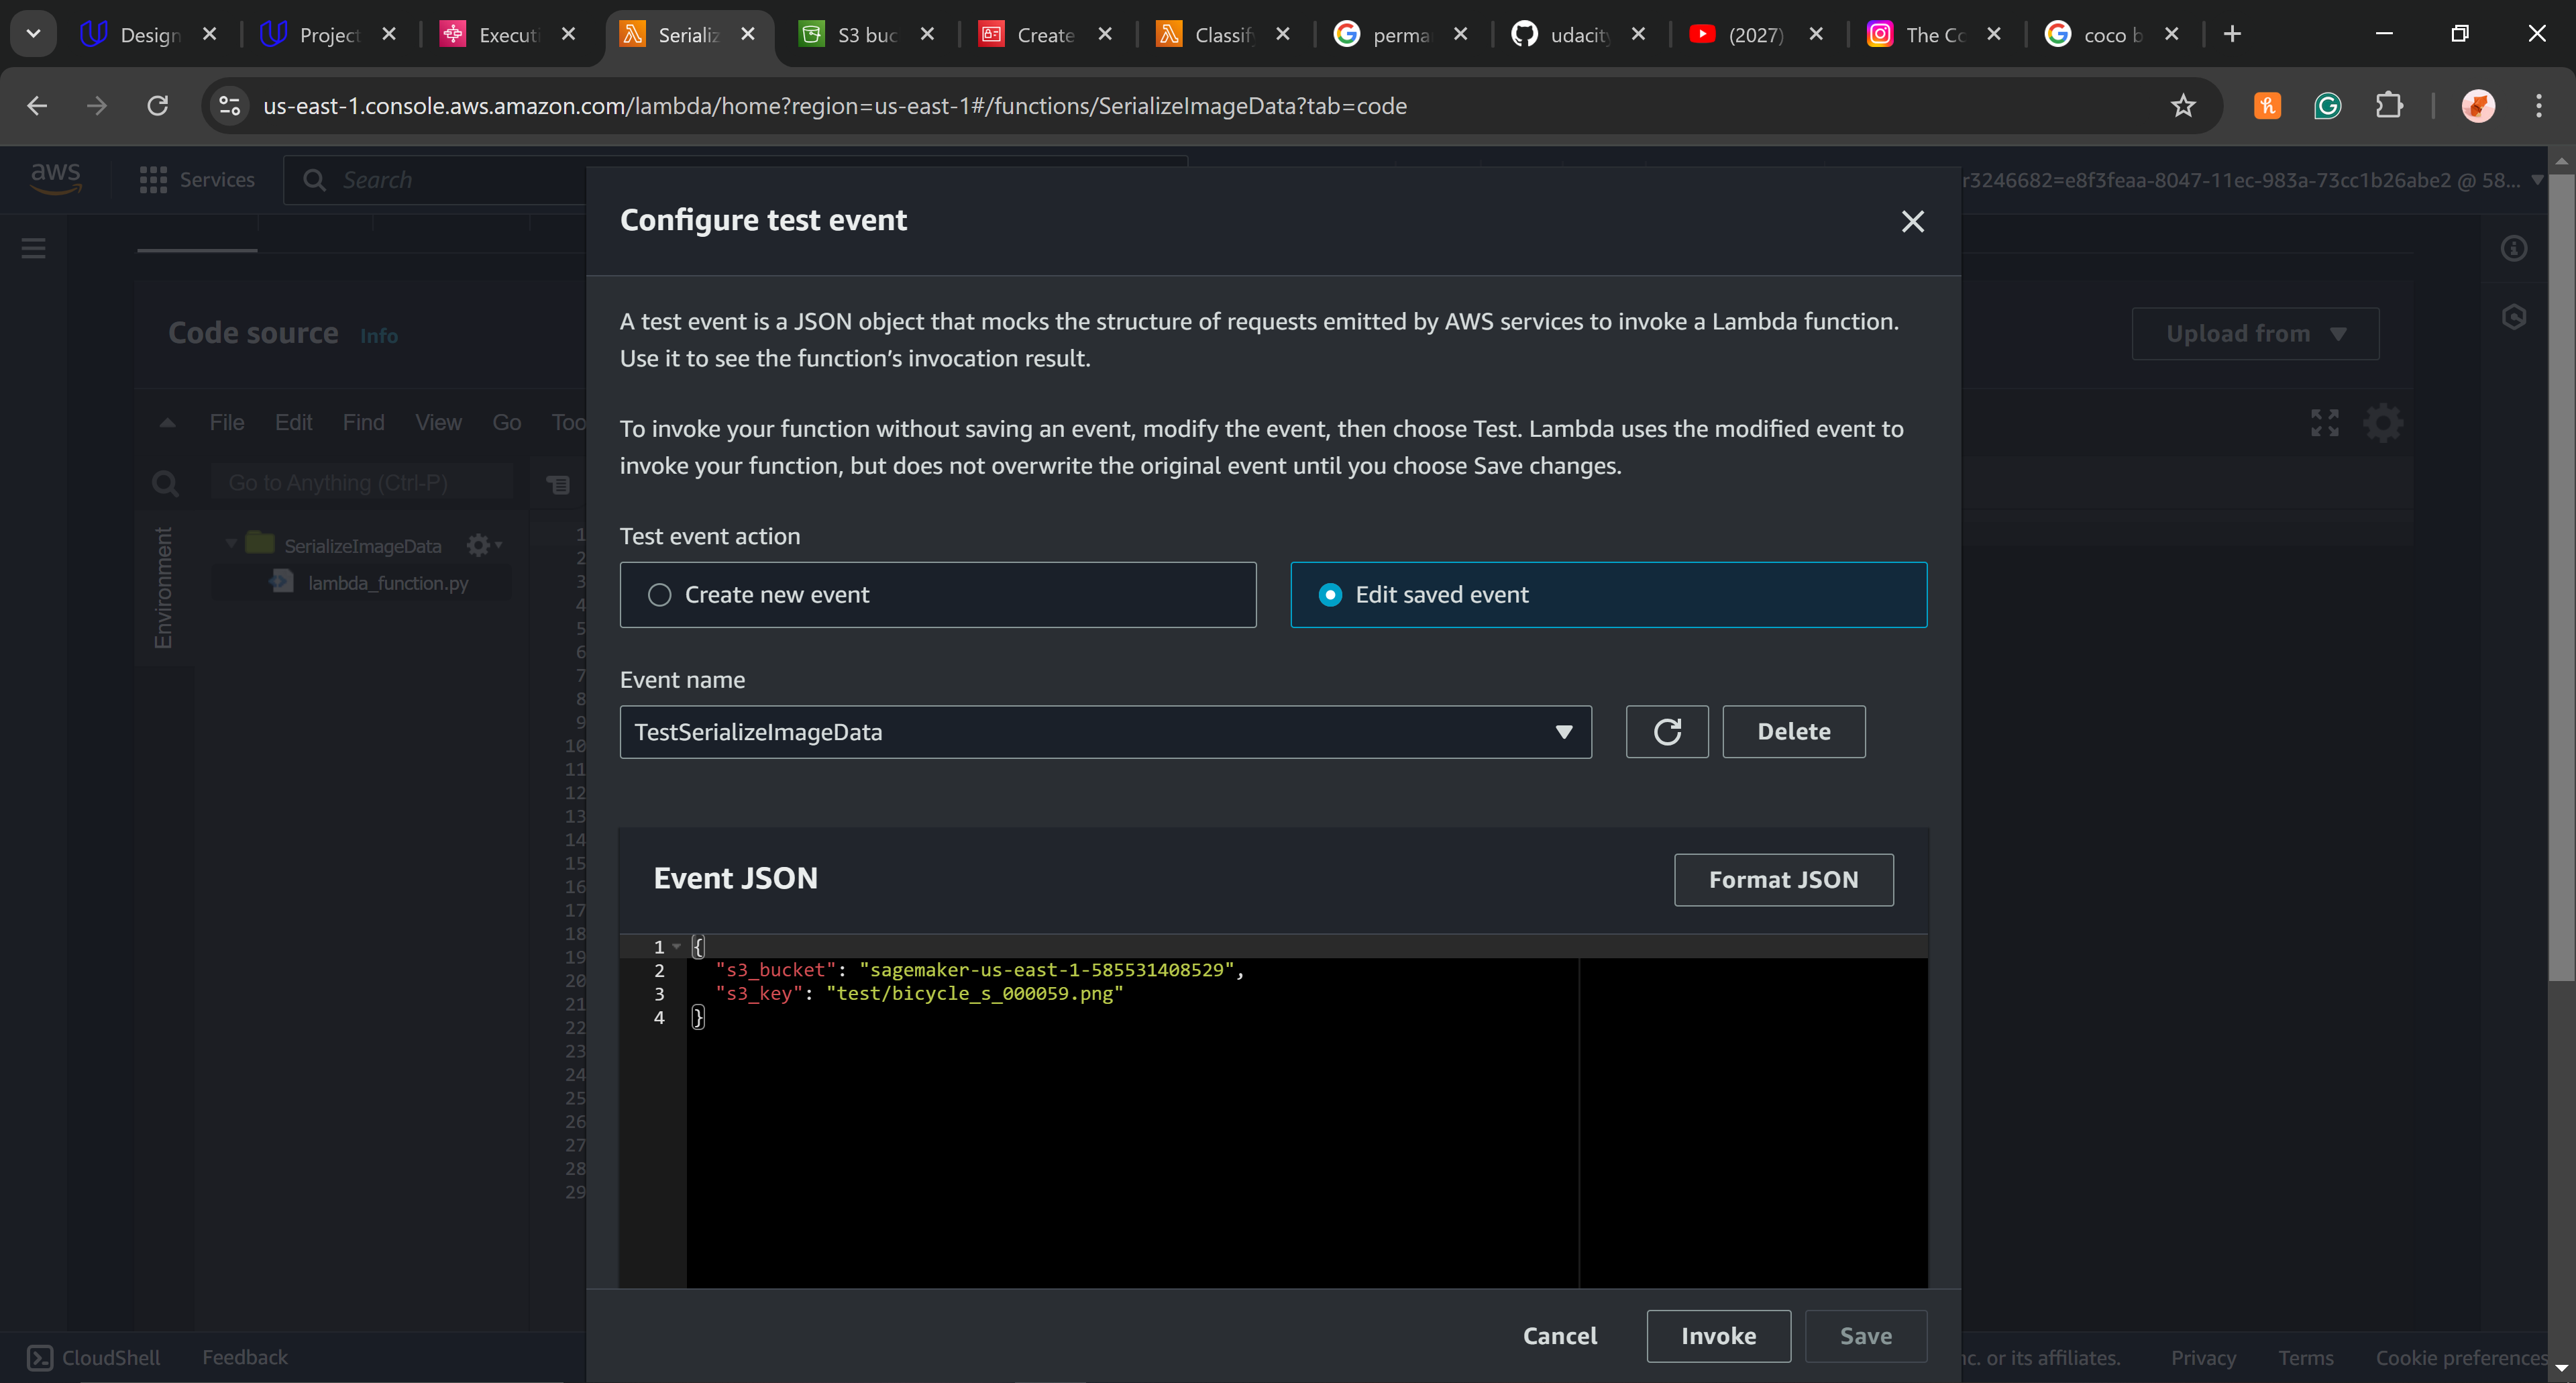 Design
Project
Executi
Serializ
S3 buc
Create
Classify
perma
udacity
(2027)
The Co
coco b
us-east-1.console.aws.amazon.com/lambda/home?region=us-east-1#/functions/SerializeImageData?tab=code
aws
Services
Search
r3246682=e8f3feaa-8047-11ec-983a-73cc1b26abe2 @ 58...
Configure test event
Code source Info
Upload from
A test event is a JSON object that mocks the structure of requests emitted by AWS services to invoke a Lambda function.
Use it to see the function's invocation result.
File Edit Find View Go Too
To invoke your function without saving an event, modify the event, then choose Test. Lambda uses the modified event to
invoke your function, but does not overwrite the original event until you choose Save changes.
Go to Anything (Ctrl-P)
Environment
SerializeImageData
lambda_function.py
1
2
3
4
5
6
7
8
9
10
11
12
13
14
15
16
17
18
19
20
21
22
23
24
25
26
27
28
29
Test event action
Create new event
Edit saved event
Event name
TestSerializeImageData
Delete
Event JSON
Format JSON
1 {
2 "s3_bucket": "sagemaker-us-east-1-585531408529",
3 "s3_key": "test/bicycle_s_000059.png"
4 }
Cancel
Invoke
Save
CloudShell
Feedback
nc. or its affiliates.
Privacy
Terms
Cookie preferences